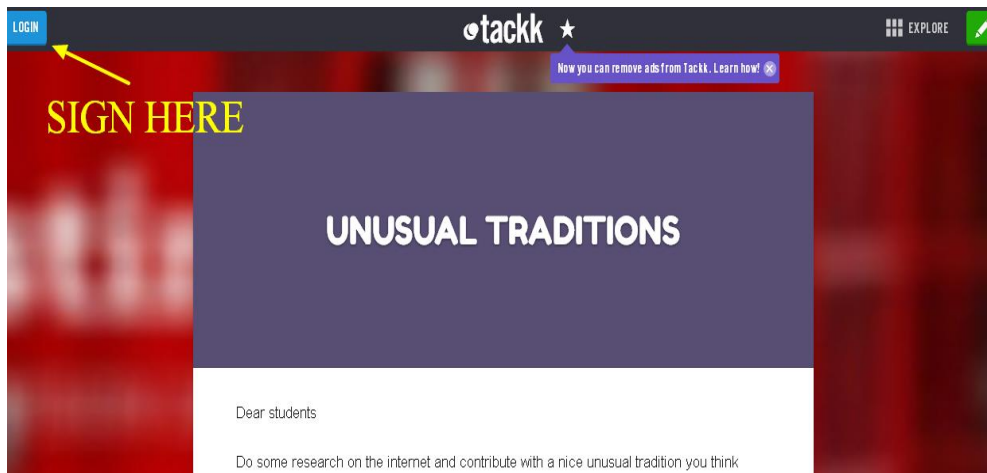 LOGIN
tackk
EXPLORE
Now you can remove ads from Tackk. Learn how!
SIGN HERE
UNUSUAL TRADITIONS
Dear students
Do some research on the internet and contribute with a nice unusual tradition you think